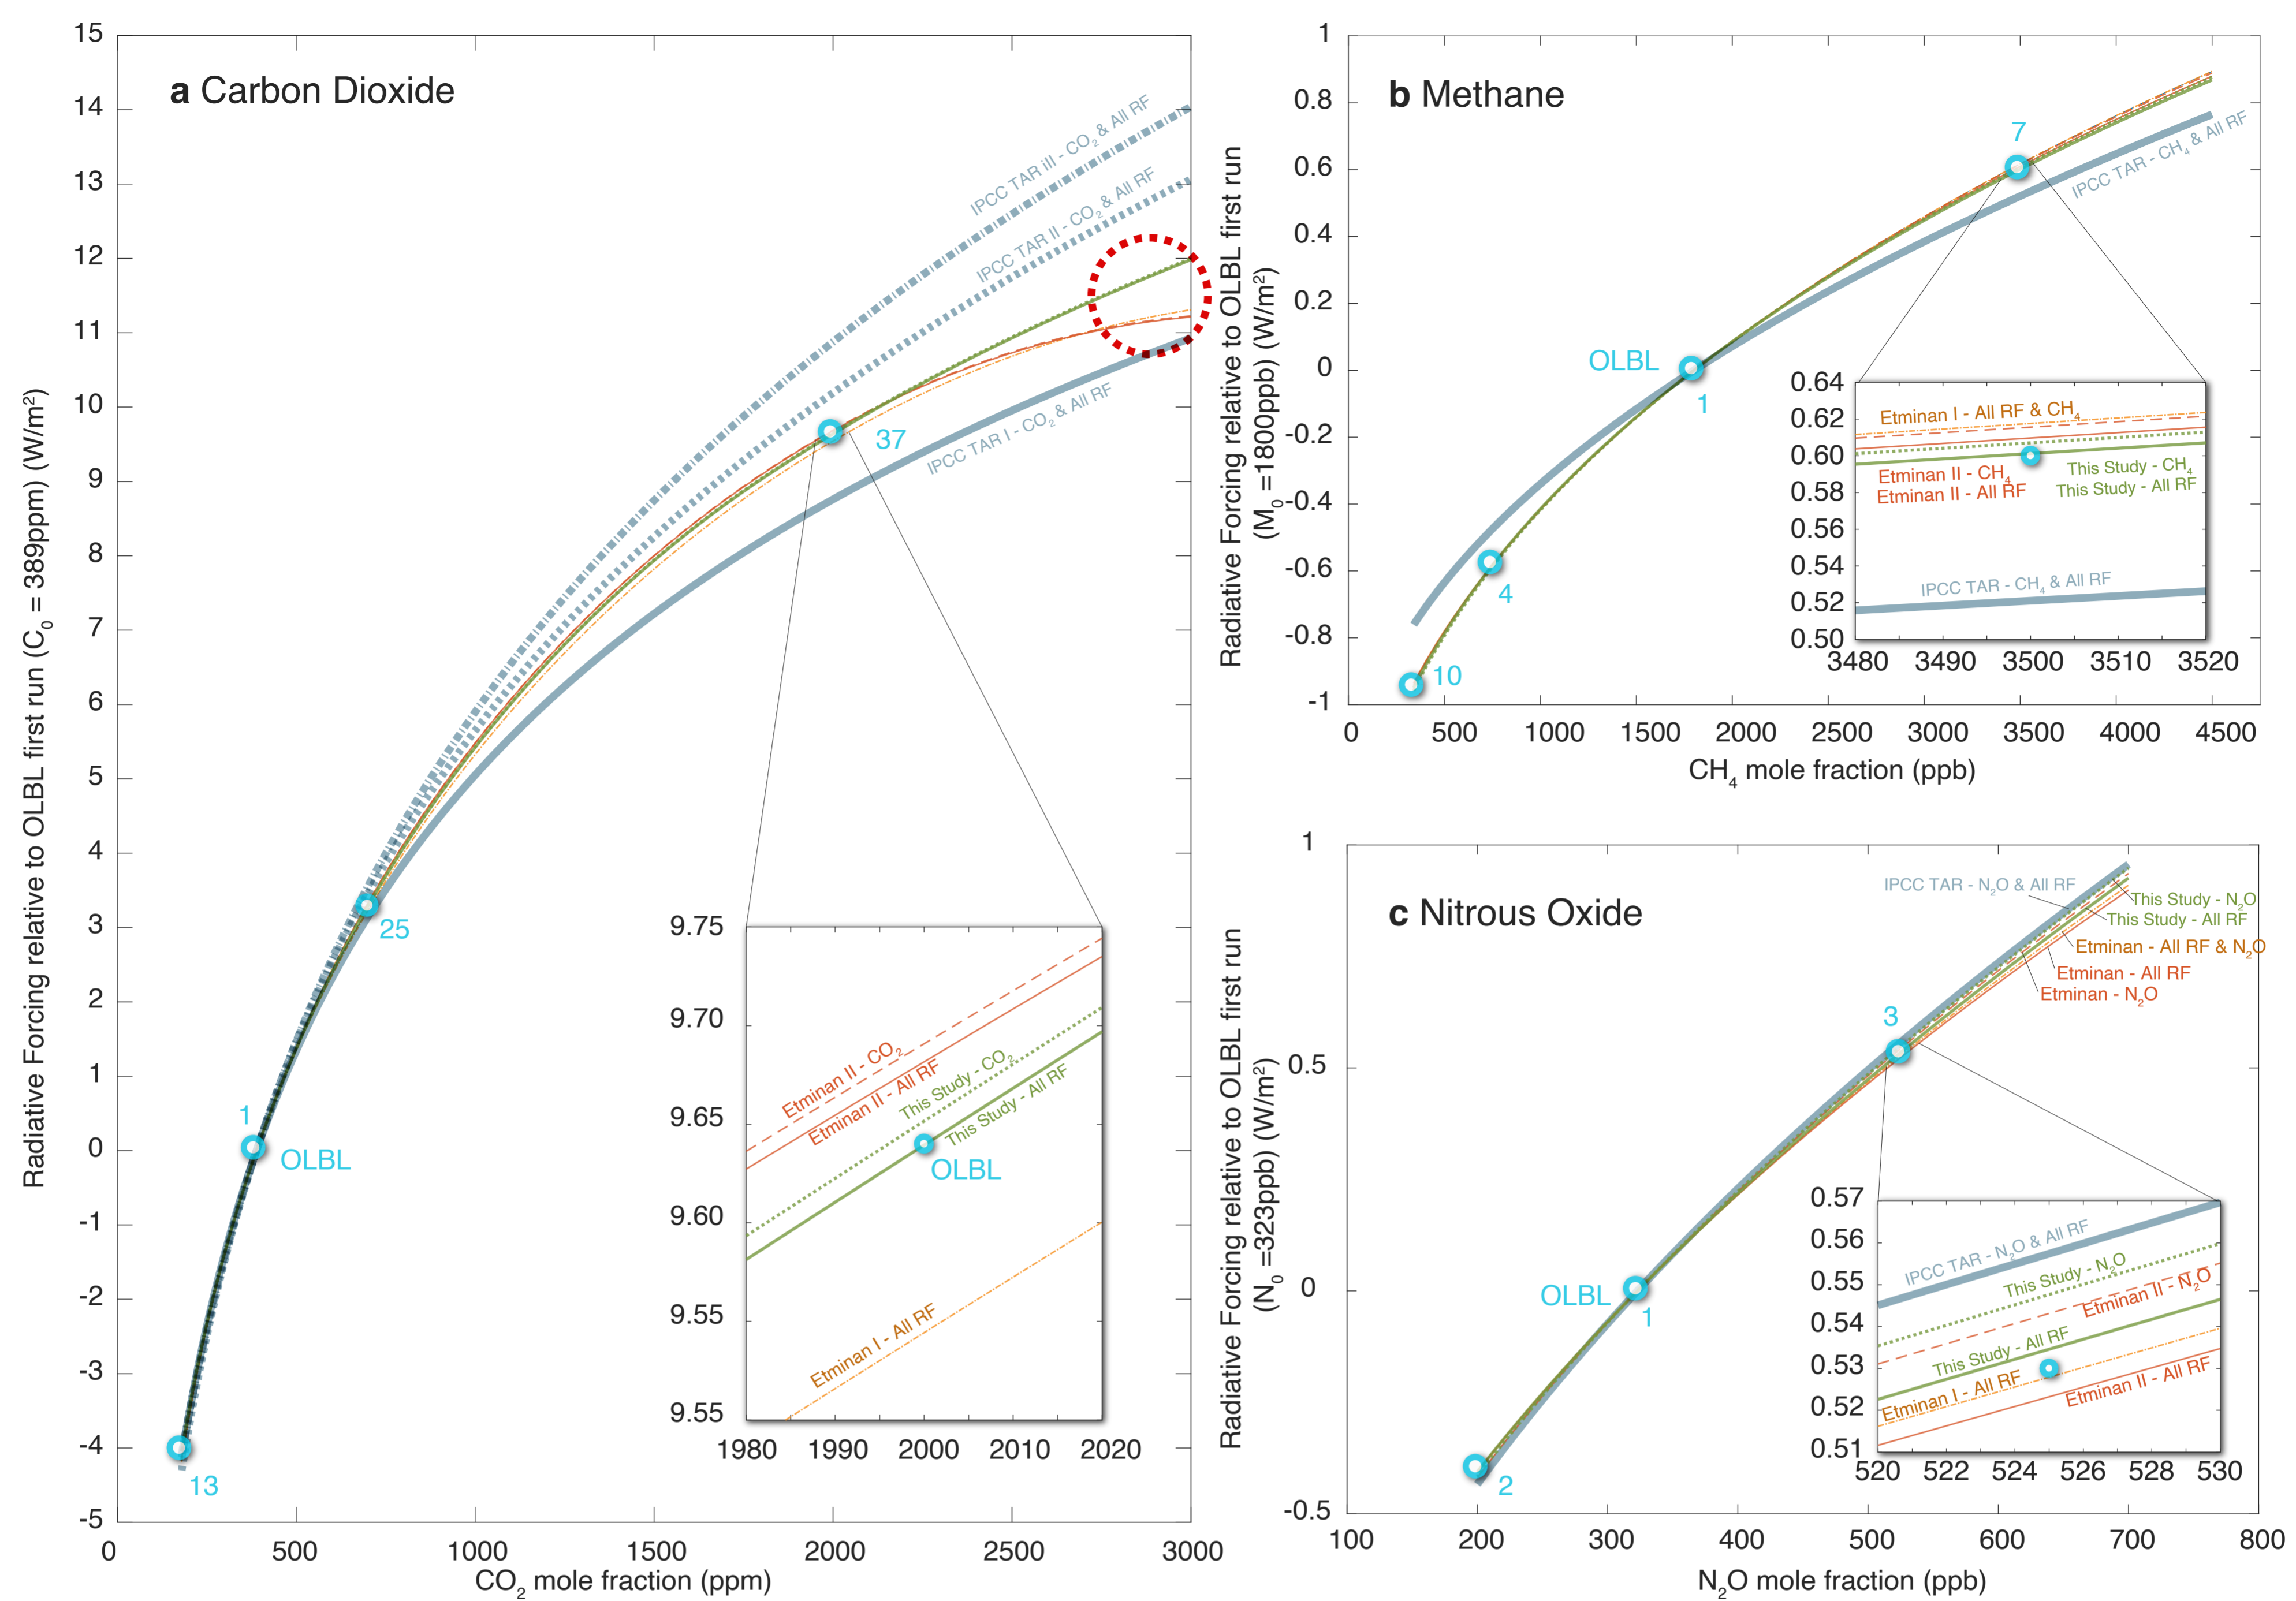 a Carbon Dioxide
Radiative Forcing relative to OLBL first run (C₀ = 389ppm) (W/m²)
15
14
13
12
11
10
9
8
7
6
5
4
3
2
1
0
-1
-2
-3
-4
-5
IPCC TAR iII - CO₂ & All RF
IPCC TAR II - CO₂ & All RF
IPCC TAR I - CO₂ & All RF
37
25
1
OLBL
13
9.75
9.70
9.65
9.60
9.55
9.55
Etminan II - CO₂
Etminan II - All RF
This Study - CO₂
This Study - All RF
OLBL
Etminan I - All RF
1980 1990 2000 2010 2020
0 500 1000 1500 2000 2500 3000
CO₂ mole fraction (ppm)
b Methane
Radiative Forcing relative to OLBL first run
(M₀ =1800ppb) (W/m²)
1
0.8
0.6
0.4
0.2
0
-0.2
-0.4
-0.6
-0.8
-1
7
IPCC TAR - CH₄ & All RF
OLBL
1
4
10
0.64
0.62
0.60
0.58
0.56
0.54
0.52
0.50
Etminan I - All RF & CH₄
Etminan II - CH₄
Etminan II - All RF
This Study - CH₄
This Study - All RF
IPCC TAR - CH₄ & All RF
3480 3490 3500 3510 3520
0 500 1000 1500 2000 2500 3000 3500 4000 4500
CH₄ mole fraction (ppb)
c Nitrous Oxide
Radiative Forcing relative to OLBL first run
(N₀ =323ppb) (W/m²)
1
0.5
0
-0.5
IPCC TAR - N₂O & All RF
This Study - N₂O
This Study - All RF
Etminan - All RF & N₂O
Etminan - All RF
Etminan - N₂O
3
OLBL
1
2
0.57
0.56
0.55
0.54
0.53
0.52
0.51
IPCC TAR - N₂O & All RF
This Study - N₂O
Etminan II - N₂O
This Study - All RF
Etminan I - All RF
Etminan II - All RF
520 522 524 526 528 530
100 200 300 400 500 600 700 800
N₂O mole fraction (ppb)